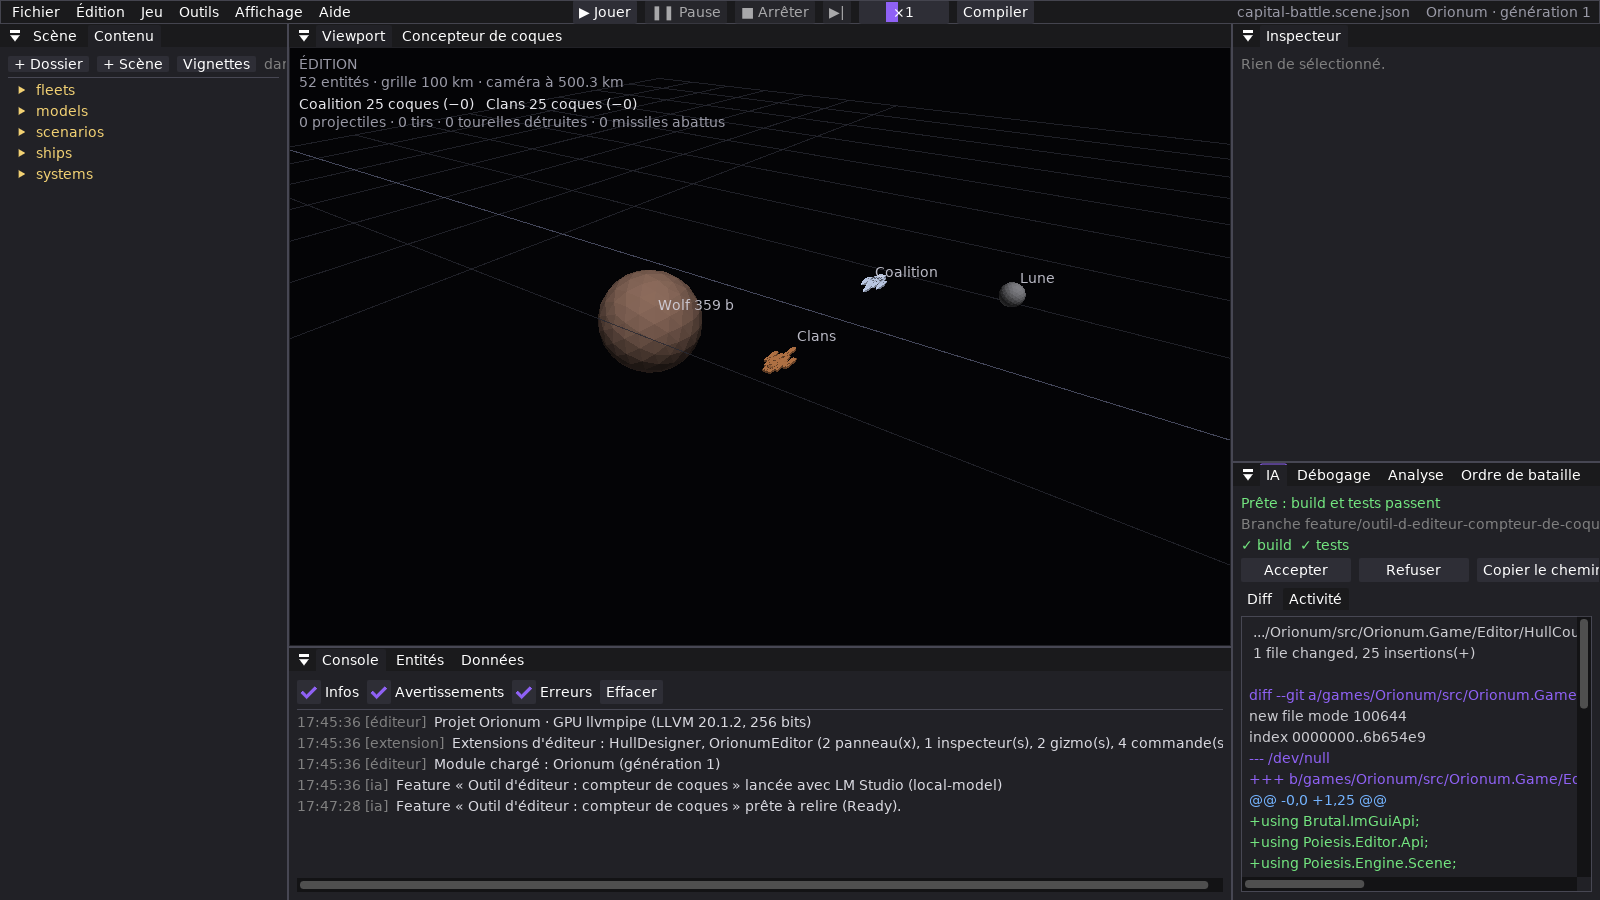 Fichier Édition Jeu Outils Affichage Aide ▶ Jouer ❚❚ Pause ■ Arrêter ▶| ×1 Compiler capital-battle.scene.json Orionum · génération 1
Scène Contenu
+ Dossier + Scène Vignettes
fleets
models
scenarios
ships
systems
Viewport Concepteur de coques
ÉDITION
52 entités · grille 100 km · caméra à 500.3 km
Coalition 25 coques (−0) Clans 25 coques (−0)
0 projectiles · 0 tirs · 0 tourelles détruites · 0 missiles abattus
Coalition
Lune
Wolf 359 b
Clans
Console Entités Données
Infos Avertissements Erreurs Effacer
17:45:36 [éditeur] Projet Orionum · GPU llvmpipe (LLVM 20.1.2, 256 bits)
17:45:36 [extension] Extensions d'éditeur : HullDesigner, OrionumEditor (2 panneau(x), 1 inspecteur(s), 2 gizmo(s), 4 commande(s
17:45:36 [éditeur] Module chargé : Orionum (génération 1)
17:45:36 [ia] Feature « Outil d'éditeur : compteur de coques » lancée avec LM Studio (local-model)
17:47:28 [ia] Feature « Outil d'éditeur : compteur de coques » prête à relire (Ready).
Inspecteur
Rien de sélectionné.
IA Débogage Analyse Ordre de bataille
Prête : build et tests passent
Branche feature/outil-d-editeur-compteur-de-coqu
✓ build ✓ tests
Accepter Refuser Copier le chemin
Diff Activité
.../Orionum/src/Orionum.Game/Editor/HullCou
1 file changed, 25 insertions(+)
diff --git a/games/Orionum/src/Orionum.Game
new file mode 100644
index 0000000..6b654e9
--- /dev/null
+++ b/games/Orionum/src/Orionum.Game/Ed
@@ -0,0 +1,25 @@
+using Brutal.ImGuiApi;
+using Poiesis.Editor.Api;
+using Poiesis.Engine.Scene;